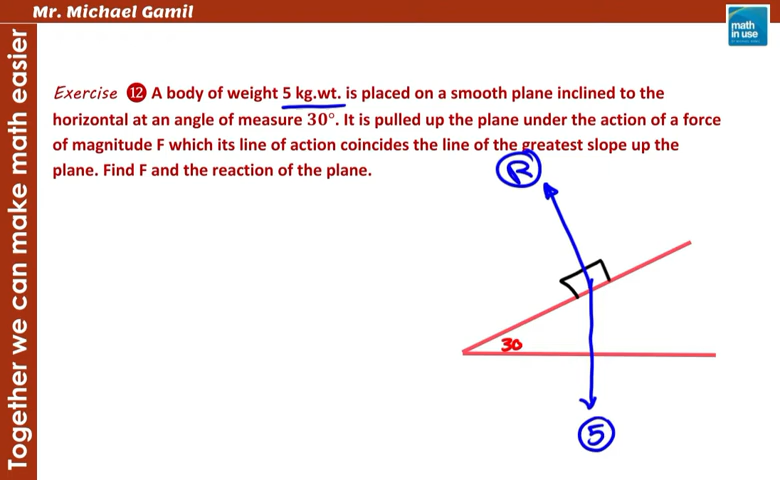 Mr. Michael Gamil
math
in use
Together we can make math easier
Exercise 12 A body of weight 5 kg.wt. is placed on a smooth plane inclined to the
horizontal at an angle of measure 30°. It is pulled up the plane under the action of a force
of magnitude F which its line of action coincides the line of the greatest slope up the
plane. Find F and the reaction of the plane.
R
30
5